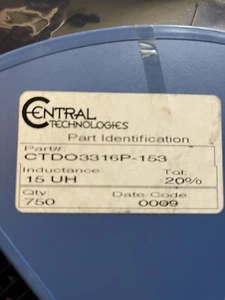 CENTRAL
TECHNOLOGIES
Part Identification
Part#
CTDO3316P-153
Inductance: Tol:
15 UH 20%
Qty: Date-Code:
750 0009